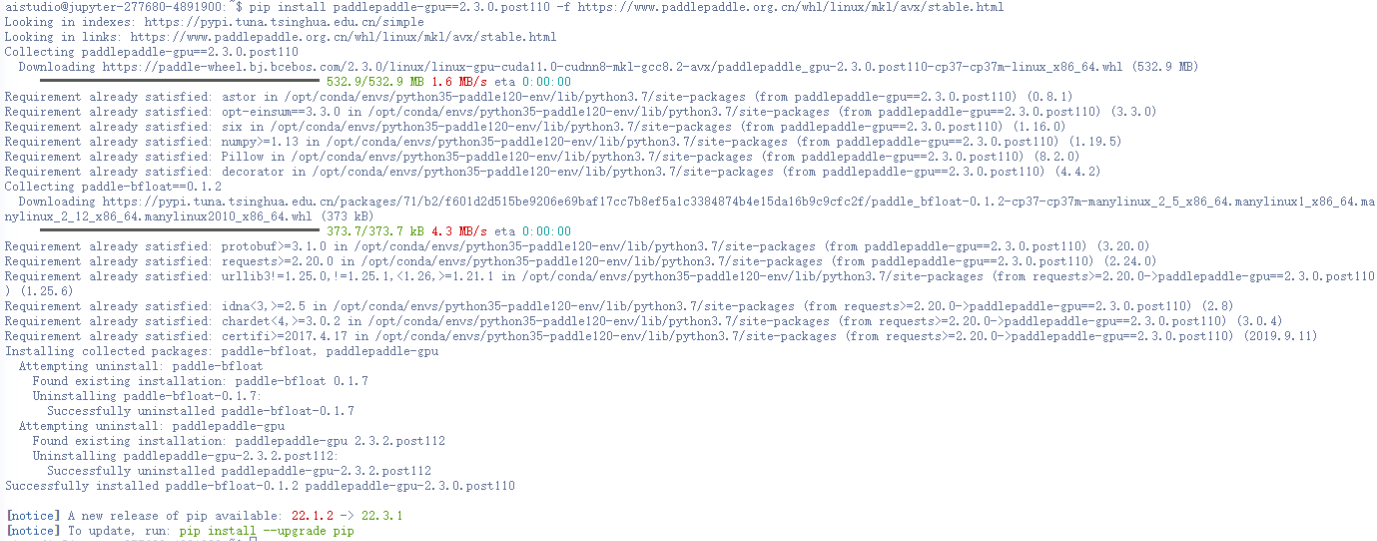 aistudio@jupyter-277680-4891900:~$ pip install paddlepaddle-gpu==2.3.0.post110 -f https://www.paddlepaddle.org.cn/whl/linux/mkl/avx/stable.html
Looking in indexes: https://pypi.tuna.tsinghua.edu.cn/simple
Looking in links: https://www.paddlepaddle.org.cn/whl/linux/mkl/avx/stable.html
Collecting paddlepaddle-gpu==2.3.0.post110
  Downloading https://paddle-wheel.bj.bcebos.com/2.3.0/linux/linux-gpu-cuda11.0-cudnn8-mkl-gcc8.2-avx/paddlepaddle_gpu-2.3.0.post110-cp37-cp37m-linux_x86_64.whl (532.9 MB)
532.9/532.9 MB 1.6 MB/s eta 0:00:00
Requirement already satisfied: astor in /opt/conda/envs/python35-paddle120-env/lib/python3.7/site-packages (from paddlepaddle-gpu==2.3.0.post110) (0.8.1)
Requirement already satisfied: opt-einsum==3.3.0 in /opt/conda/envs/python35-paddle120-env/lib/python3.7/site-packages (from paddlepaddle-gpu==2.3.0.post110) (3.3.0)
Requirement already satisfied: six in /opt/conda/envs/python35-paddle120-env/lib/python3.7/site-packages (from paddlepaddle-gpu==2.3.0.post110) (1.16.0)
Requirement already satisfied: numpy>=1.13 in /opt/conda/envs/python35-paddle120-env/lib/python3.7/site-packages (from paddlepaddle-gpu==2.3.0.post110) (1.19.5)
Requirement already satisfied: Pillow in /opt/conda/envs/python35-paddle120-env/lib/python3.7/site-packages (from paddlepaddle-gpu==2.3.0.post110) (8.2.0)
Requirement already satisfied: decorator in /opt/conda/envs/python35-paddle120-env/lib/python3.7/site-packages (from paddlepaddle-gpu==2.3.0.post110) (4.4.2)
Collecting paddle-bfloat==0.1.2
  Downloading https://pypi.tuna.tsinghua.edu.cn/packages/71/b2/f601d2d515be9206e69baf17cc7b8ef5a1c3384874b4e15da16b9c9cfc2f/paddle_bfloat-0.1.2-cp37-cp37m-manylinux_2_5_x86_64.manylinux1_x86_64.ma
nylinux_2_12_x86_64.manylinux2010_x86_64.whl (373 kB)
373.7/373.7 kB 4.3 MB/s eta 0:00:00
Requirement already satisfied: protobuf>=3.1.0 in /opt/conda/envs/python35-paddle120-env/lib/python3.7/site-packages (from paddlepaddle-gpu==2.3.0.post110) (3.20.0)
Requirement already satisfied: requests>=2.20.0 in /opt/conda/envs/python35-paddle120-env/lib/python3.7/site-packages (from paddlepaddle-gpu==2.3.0.post110) (2.24.0)
Requirement already satisfied: urllib3!=1.25.0,!=1.25.1,<1.26,>=1.21.1 in /opt/conda/envs/python35-paddle120-env/lib/python3.7/site-packages (from requests>=2.20.0->paddlepaddle-gpu==2.3.0.post110
) (1.25.6)
Requirement already satisfied: idna<3,>=2.5 in /opt/conda/envs/python35-paddle120-env/lib/python3.7/site-packages (from requests>=2.20.0->paddlepaddle-gpu==2.3.0.post110) (2.8)
Requirement already satisfied: chardet<4,>=3.0.2 in /opt/conda/envs/python35-paddle120-env/lib/python3.7/site-packages (from requests>=2.20.0->paddlepaddle-gpu==2.3.0.post110) (3.0.4)
Requirement already satisfied: certifi>=2017.4.17 in /opt/conda/envs/python35-paddle120-env/lib/python3.7/site-packages (from requests>=2.20.0->paddlepaddle-gpu==2.3.0.post110) (2019.9.11)
Installing collected packages: paddle-bfloat, paddlepaddle-gpu
  Attempting uninstall: paddle-bfloat
    Found existing installation: paddle-bfloat 0.1.7
    Uninstalling paddle-bfloat-0.1.7:
      Successfully uninstalled paddle-bfloat-0.1.7
  Attempting uninstall: paddlepaddle-gpu
    Found existing installation: paddlepaddle-gpu 2.3.2.post112
    Uninstalling paddlepaddle-gpu-2.3.2.post112:
      Successfully uninstalled paddlepaddle-gpu-2.3.2.post112
Successfully installed paddle-bfloat-0.1.2 paddlepaddle-gpu-2.3.0.post110
[notice] A new release of pip available: 22.1.2 -> 22.3.1
[notice] To update, run: pip install --upgrade pip